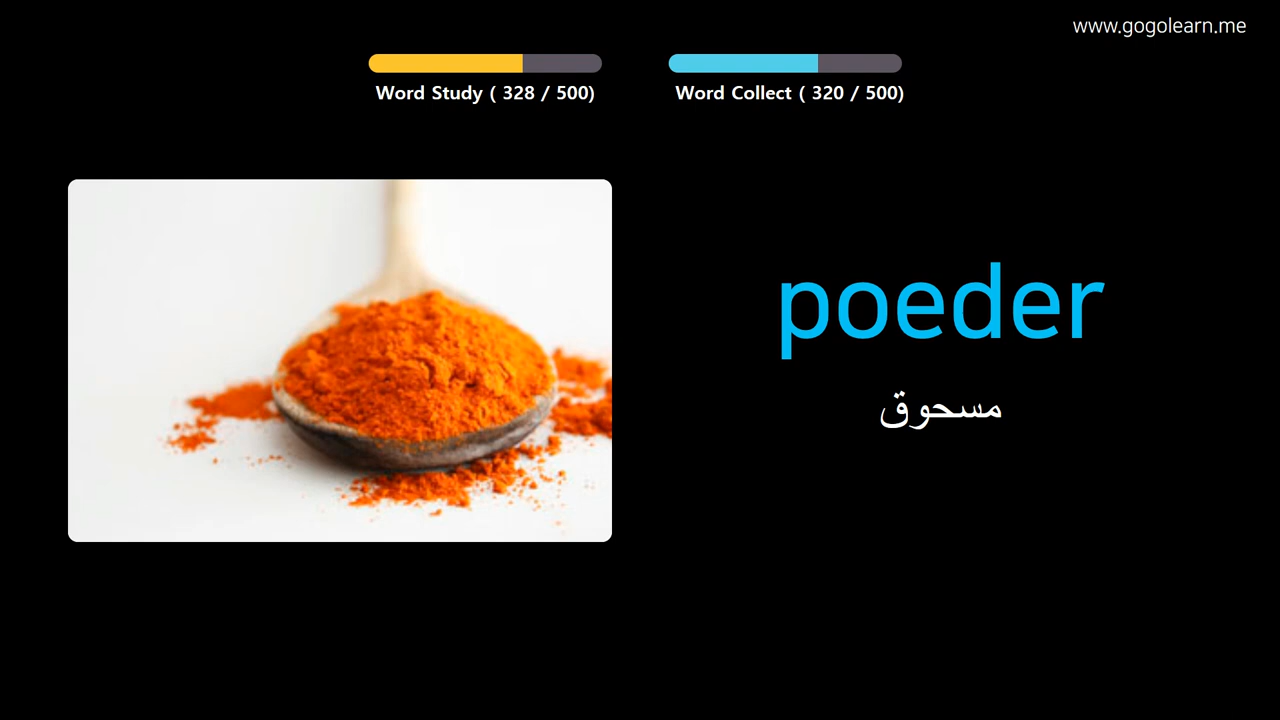 www.gogolearn.me
Word Study ( 328 / 500)
Word Collect ( 320 / 500)
poeder
مسحوق